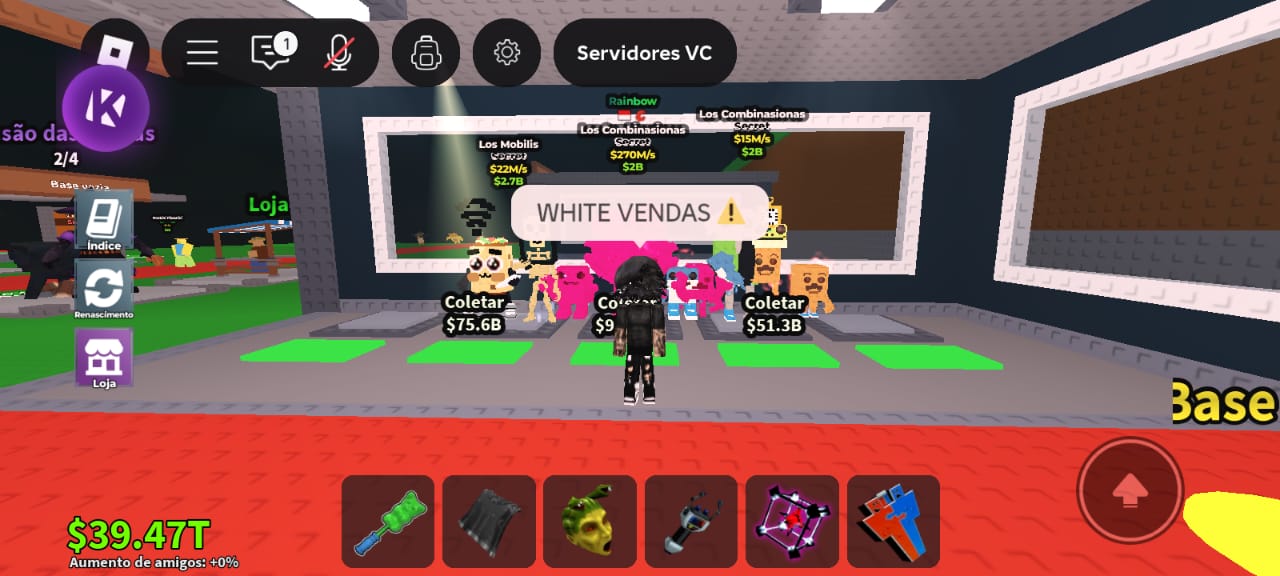 1
Servidores VC
são das
2/4
Base vazia
Índice
Renascimento
Loja
Loja
Los Mobilis
Secret
$22M/s
$2.7B
Rainbow
Los Combinasionas
Secret
$270M/s
$2B
Los Combinasionas
Secret
$15M/s
$2B
WHITE VENDAS ⚠️
Coletar
$75.6B
Coletar
$9
Coletar
$51.3B
Base
$39.47T
Aumento de amigos: +0%